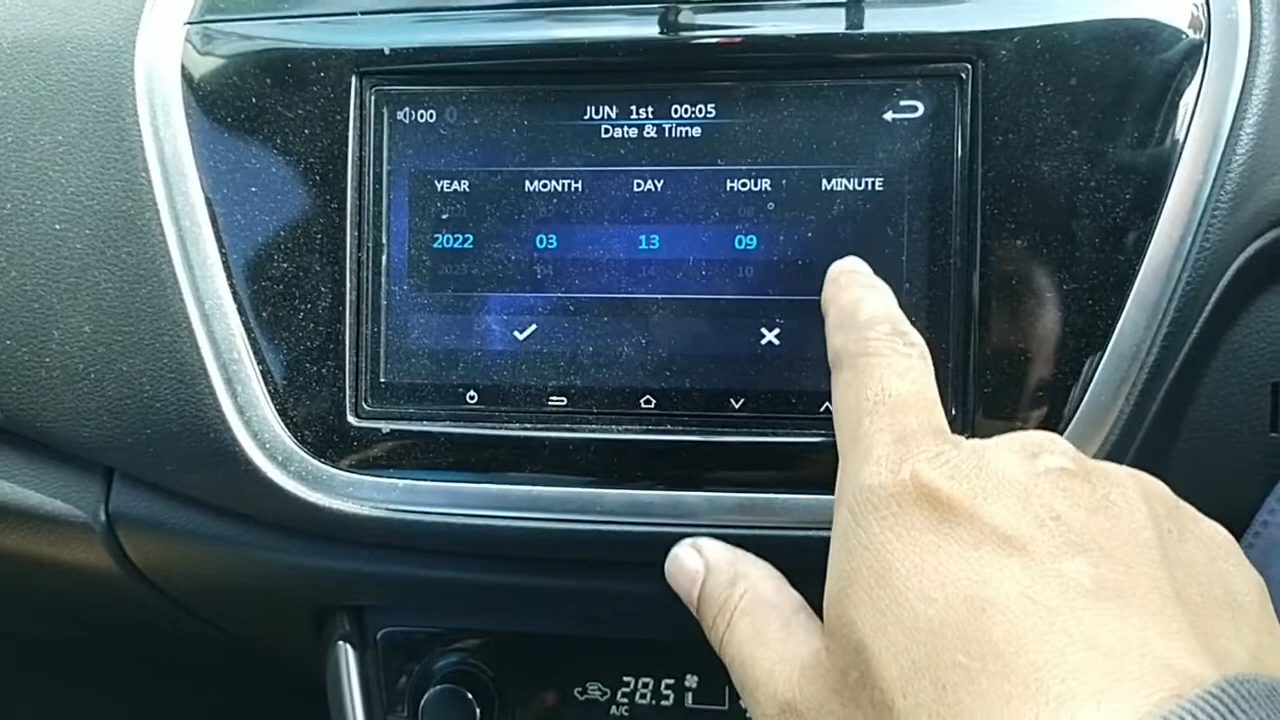 00 JUN 1st 00:05
Date & Time
YEAR MONTH DAY HOUR MINUTE
2022 03 13 09
2023 04 14 10
28.5
A/C